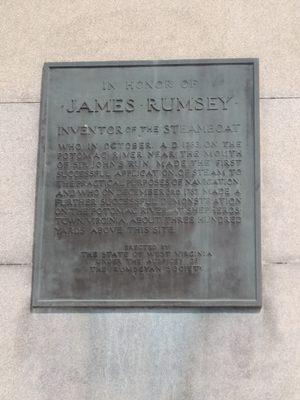 IN HONOR OF
· JAMES · RUMSEY ·
INVENTOR OF THE STEAMBOAT
WHO IN OCTOBER, A.D. 1783 ON THE
POTOMAC RIVER NEAR THE MOUTH
OF SIR JOHN'S RUN, MADE THE FIRST
SUCCESSFUL APPLICATION OF STEAM TO
THE PRACTICAL PURPOSES OF NAVIGATION
AND WHO ON DECEMBER 3RD 1787 MADE A
FURTHER SUCCESSFUL DEMONSTRATION
ON THE POTOMAC RIVER AT SHEPHERDS-
TOWN, VIRGINIA, ABOUT THREE HUNDRED
YARDS ABOVE THIS SITE.
ERECTED BY
THE STATE OF WEST VIRGINIA
UNDER THE AUSPICES OF
THE RUMSEYAN SOCIETY